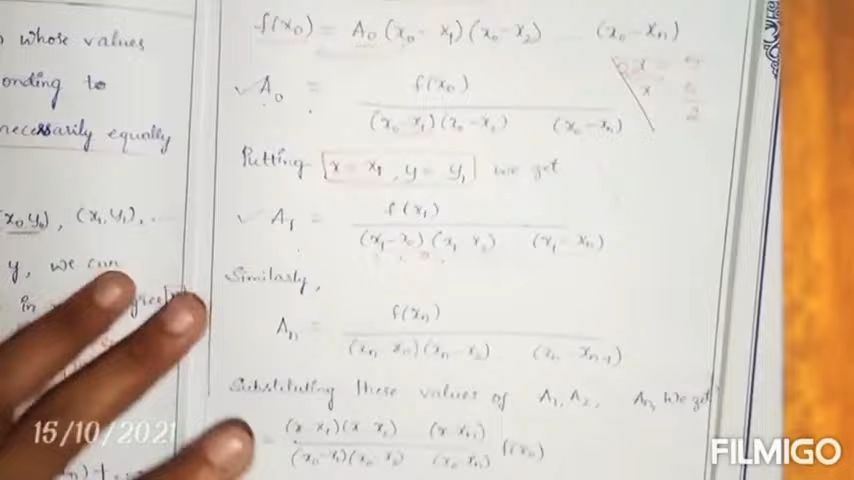 whose values
onding to
necessarily equally
(x₀y₀), (x₁,y₁), ..
y, we can
in
f(x₀) = A₀ (x₀ - x₁) (x₀ - x₂) (x₀ - xₙ)
A₀ = f(x₀)
(x₀ - x₁) (x₀ - x₂) (x₀ - xₙ)
Putting x = x₁, y = y₁ we get
A₁ = f(x₁)
(x₁ - x₀) (x₁ x₂) (x₁ - xₙ)
Similarly,
Aₙ = f(xₙ)
(xₙ x₀) (xₙ - x₂) (xₙ - xₙ₋₁)
Substituting these values of A₁, A₂, Aₙ, we get
= (x x₁) (x x₂) (x xₙ) f(x₀)
(x₀ - x₁) (x₀ x₂) (x₀ xₙ)
15/10/2021
FILMIGO